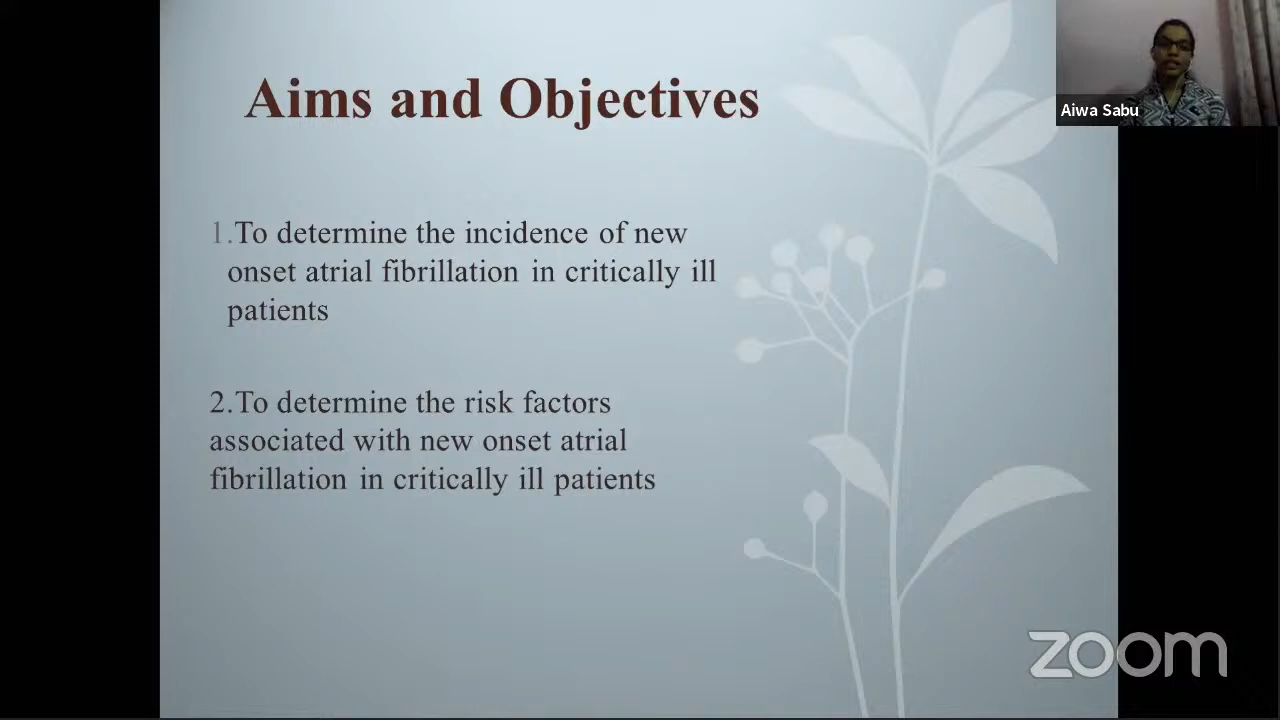 Aims and Objectives
Aiwa Sabu
1.To determine the incidence of new
onset atrial fibrillation in critically ill
patients
2.To determine the risk factors
associated with new onset atrial
fibrillation in critically ill patients
zoom